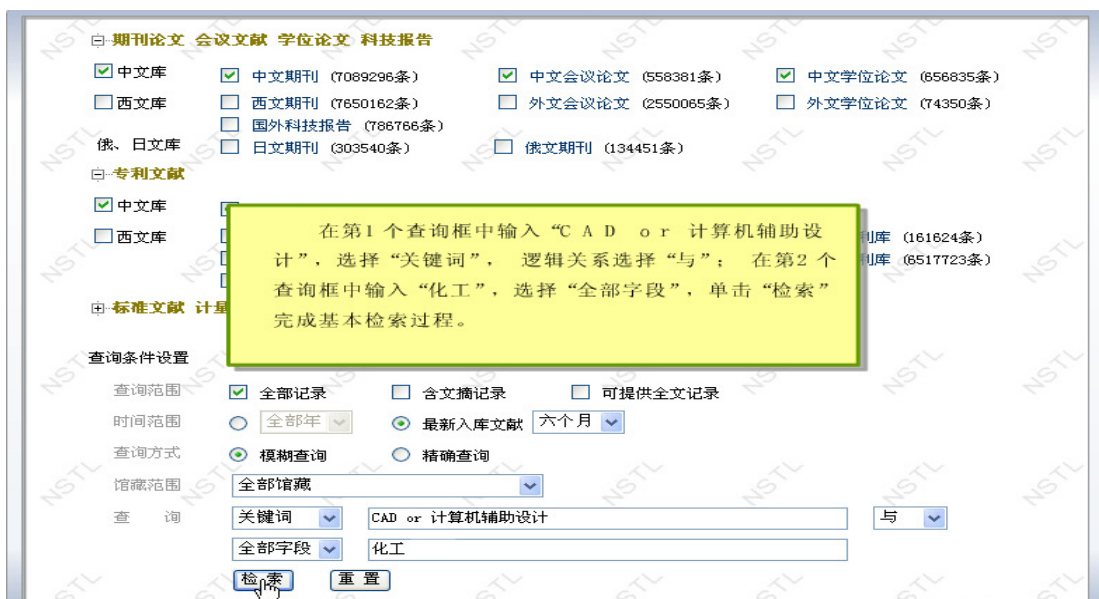 期刊论文 会议文献 学位论文 科技报告
中文库 中文期刊 (7089296条) 中文会议论文 (558381条) 中文学位论文 (656835条)
西文库 西文期刊 (7650162条) 外文会议论文 (2550065条) 外文学位论文 (74350条)
国外科技报告 (786766条)
俄、日文库 日文期刊 (303540条) 俄文期刊 (134451条)
专利文献
中文库
西文库 利库 (161624条)
利库 (6517723条)
在第1个查询框中输入“CAD or 计算机辅助设
计”，选择“关键词”， 逻辑关系选择“与”； 在第2个
查询框中输入“化工”，选择“全部字段”，单击“检索”
完成基本检索过程。
标准文献 计量
查询条件设置
查询范围 全部记录 含文摘记录 可提供全文记录
时间范围 全部年 最新入库文献 六个月
查询方式 模糊查询 精确查询
馆藏范围 全部馆藏
查 询 关键词 CAD or 计算机辅助设计 与
全部字段 化工
检索 重置
NSTL